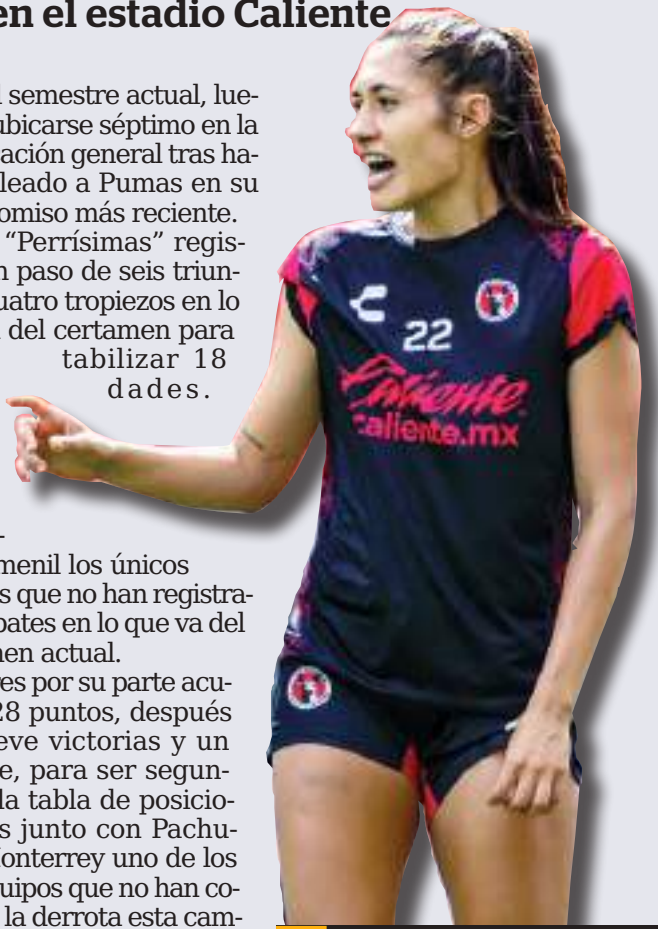 en el estadio Caliente
semestre actual, lue-
ubicarse séptimo en la
ación general tras ha-
leado a Pumas en su
omiso más reciente.
“Perrísimas” regis-
paso de seis triun-
uatro tropiezos en lo
del certamen para
tabilizar 18
dades.
-
menil los únicos
s que no han registra-
pates en lo que va del
men actual.
res por su parte acu-
28 puntos, después
eve victorias y un
e, para ser segun-
la tabla de posicio-
s junto con Pachu-
Monterrey uno de los
quipos que no han co-
la derrota esta cam-
22
Caliente
caliente.mx